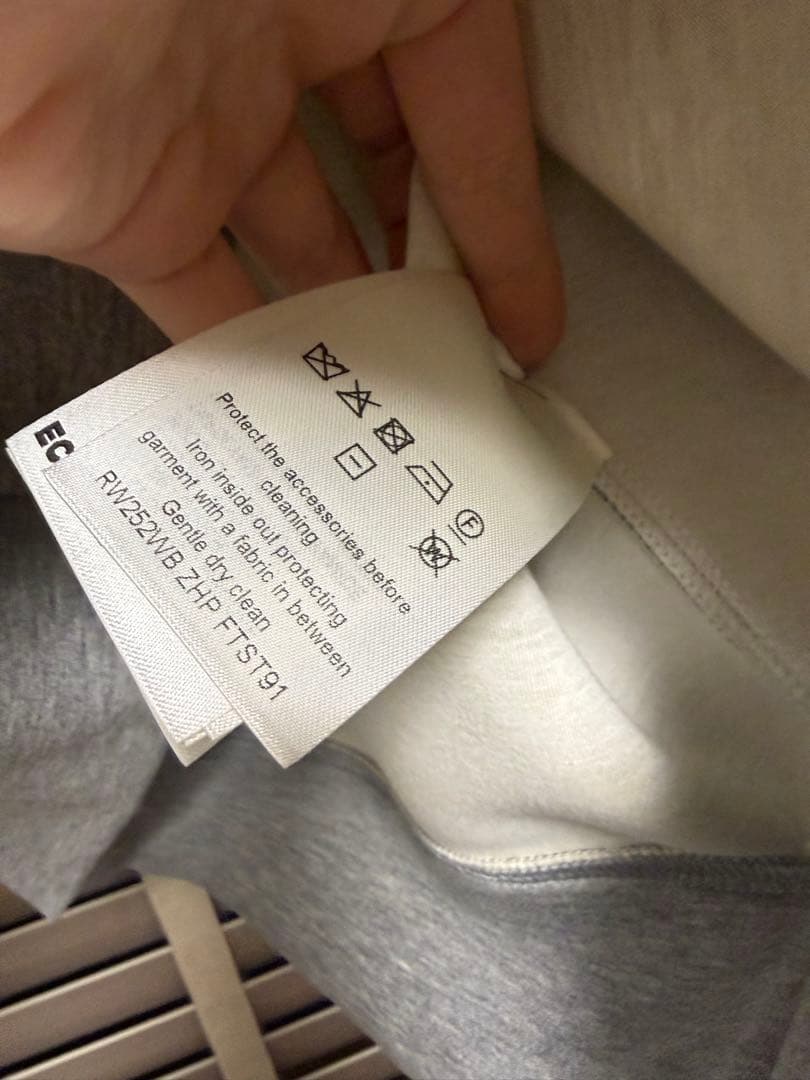 F
W
Protect the accessories before
cleaning
Iron inside out protecting
garment with a fabric in between
Gentle dry clean
RW252WB ZHP FTST91
EC